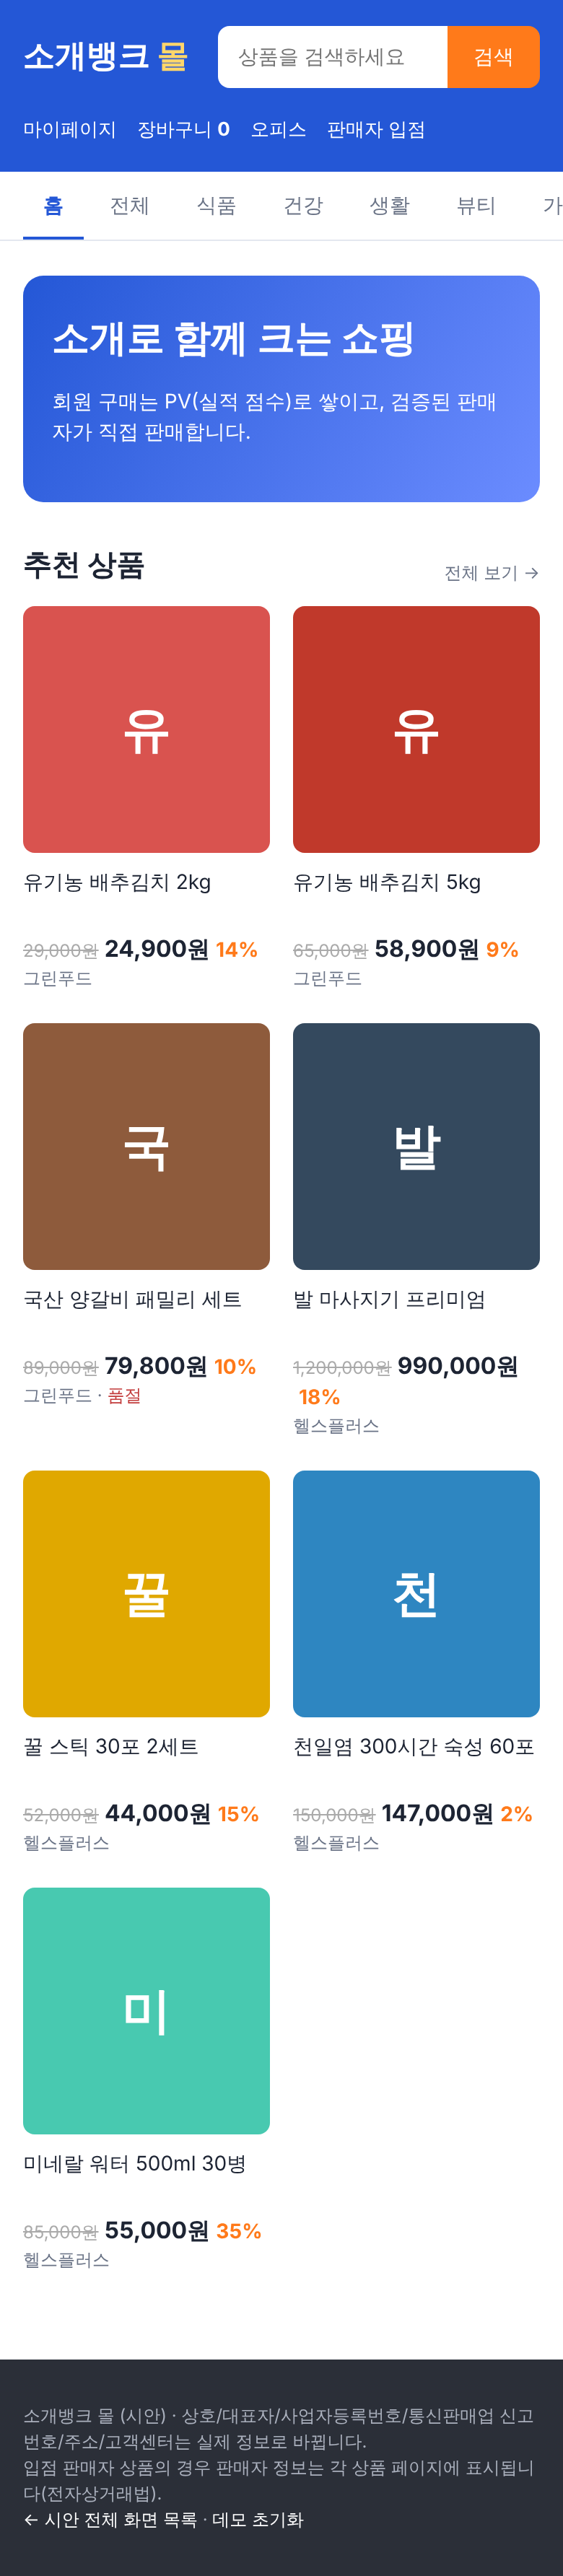 소개뱅크 몰
상품을 검색하세요
검색
마이페이지 장바구니 0 오피스 판매자 입점
홈 전체 식품 건강 생활 뷰티 가
소개로 함께 크는 쇼핑
회원 구매는 PV(실적 점수)로 쌓이고, 검증된 판매
자가 직접 판매합니다.
추천 상품
전체 보기 →
유
유기농 배추김치 2kg
29,000원 24,900원 14%
그린푸드
유
유기농 배추김치 5kg
65,000원 58,900원 9%
그린푸드
국
국산 양갈비 패밀리 세트
89,000원 79,800원 10%
그린푸드 · 품절
발
발 마사지기 프리미엄
1,200,000원 990,000원
18%
헬스플러스
꿀
꿀 스틱 30포 2세트
52,000원 44,000원 15%
헬스플러스
천
천일염 300시간 숙성 60포
150,000원 147,000원 2%
헬스플러스
미
미네랄 워터 500ml 30병
85,000원 55,000원 35%
헬스플러스
소개뱅크 몰 (시안) · 상호/대표자/사업자등록번호/통신판매업 신고
번호/주소/고객센터는 실제 정보로 바뀝니다.
입점 판매자 상품의 경우 판매자 정보는 각 상품 페이지에 표시됩니
다(전자상거래법).
← 시안 전체 화면 목록 · 데모 초기화